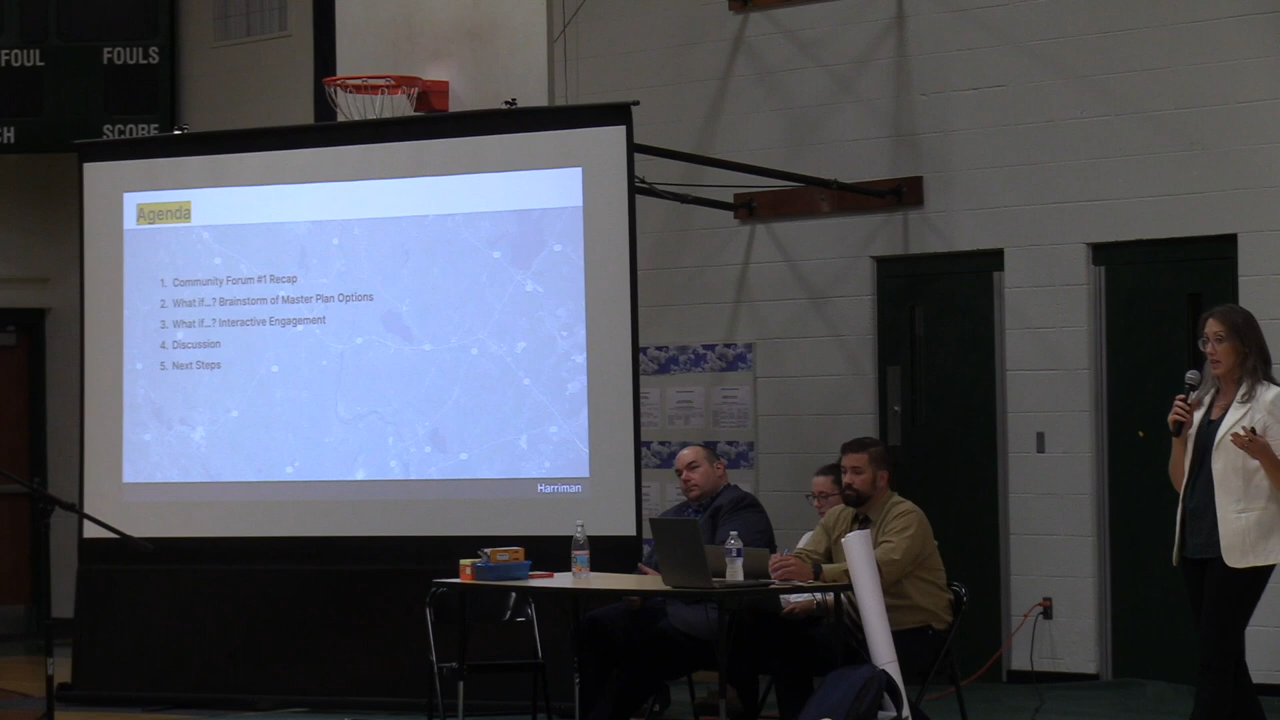 FOUL
FOULS
CH
SCORE
Agenda
1. Community Forum #1 Recap
2. What if...? Brainstorm of Master Plan Options
3. What if...? Interactive Engagement
4. Discussion
5. Next Steps
Harriman